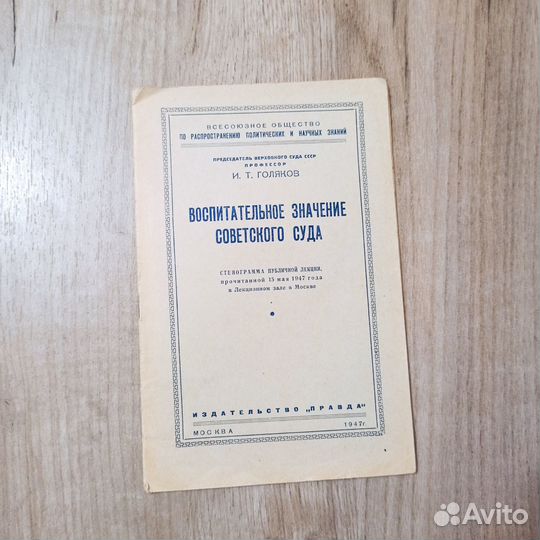 ВСЕСОЮЗНОЕ ОБЩЕСТВО
ПО РАСПРОСТРАНЕНИЮ ПОЛИТИЧЕСКИХ И НАУЧНЫХ ЗНАНИЙ
ПРЕДСЕДАТЕЛЬ ВЕРХОВНОГО СУДА СССР
ПРОФЕССОР
И. Т. ГОЛЯКОВ
ВОСПИТАТЕЛЬНОЕ ЗНАЧЕНИЕ
СОВЕТСКОГО СУДА
СТЕНОГРАММА ПУБЛИЧНОЙ ЛЕКЦИИ,
прочитанной 15 мая 1947 года
в Лекционном зале в Москве
ИЗДАТЕЛЬСТВО „ПРАВДА"
МОСКВА 1947г.
Avito